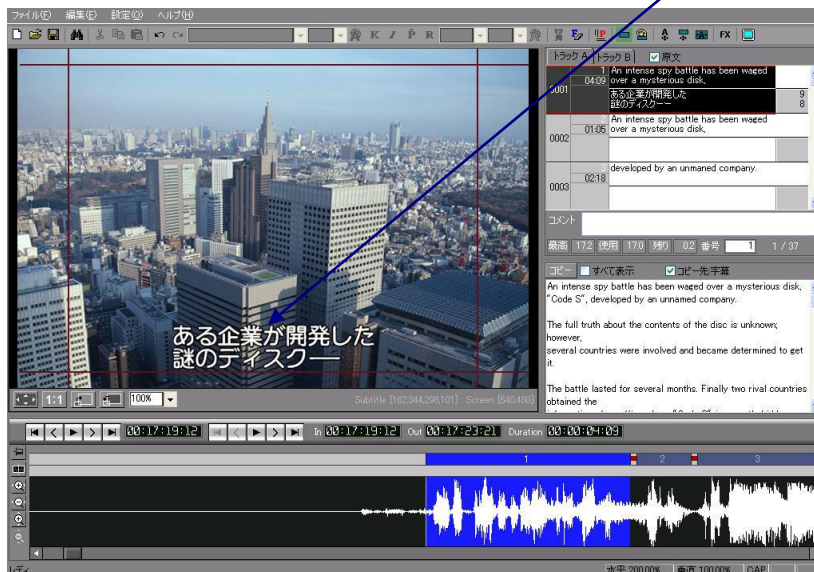 ファイル(F) 編集(E) 設定(O) ヘルプ(H)
K I P R
FX
トラック A トラック B 原文
0001 1 04:09 An intense spy battle has been waged
over a mysterious disk,
ある企業が開発した 9
謎のディスクー― 8
0002 01:05 An intense spy battle has been waged
over a mysterious disk,
0003 02:18 developed by an unmaned company.
コメント
最高 17.2 使用 17.0 残り 0.2 番号 1 1 / 37
コピー すべて表示 コピー先字幕
An intense spy battle has been waged over a mysterious disk,
"Code S", developed by an unnamed company.
The full truth about the contents of the disc is unknown;
however,
several countries were involved and became determined to get
it.
The battle lasted for several months. Finally two rival countries
obtained the
ある企業が開発した
謎のディスクー―
1:1 100% Subtitle [162,344,298,101] : Screen [640,480]
00:17:19:12 In 00:17:19:12 Out 00:17:23:21 Duration 00:00:04:09
1 2 3
レディ 水平 200.00% 垂直 100.00% CAP